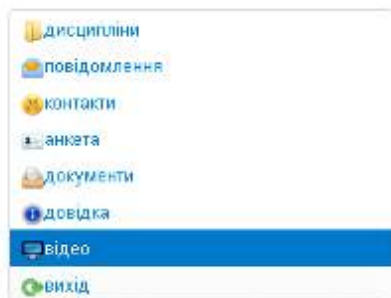 дисципліни
повідомлення
контакти
анкета
документи
довідка
відео
вихід